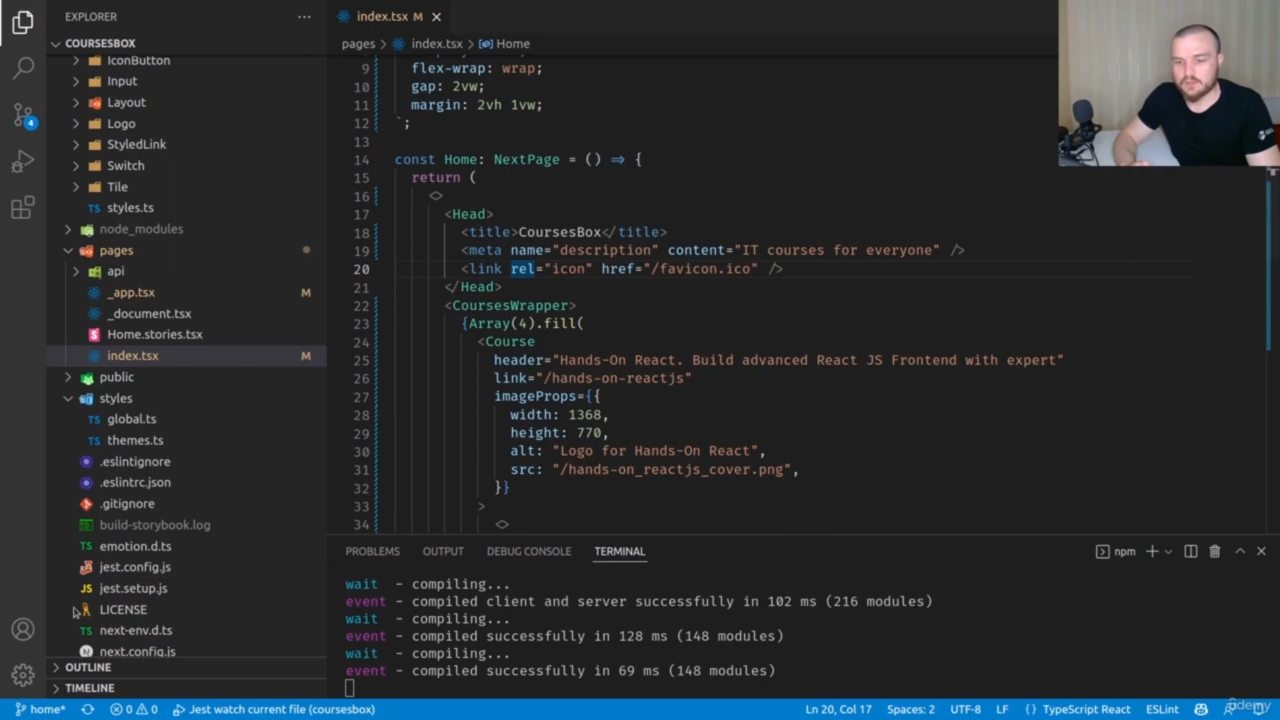 EXPLORER
COURSESBOX
IconButton
Input
Layout
Logo
StyledLink
Switch
Tile
styles.ts
node_modules
pages
api
_app.tsx M
_document.tsx
Home.stories.tsx
index.tsx M
public
styles
global.ts
themes.ts
.eslintignore
.eslintrc.json
.gitignore
build-storybook.log
emotion.d.ts
jest.config.js
jest.setup.js
LICENSE
next-env.d.ts
next.config.js
OUTLINE
TIMELINE
4
index.tsx M
pages > index.tsx > Home
9 flex-wrap: wrap;
10 gap: 2vw;
11 margin: 2vh 1vw;
12 `;
13
14 const Home: NextPage = () => {
15 return (
16 <>
17 <Head>
18 <title>CoursesBox</title>
19 <meta name="description" content="IT courses for everyone" />
20 <link rel="icon" href="/favicon.ico" />
21 </Head>
22 <CoursesWrapper>
23 {Array(4).fill(
24 <Course
25 header="Hands-On React. Build advanced React JS Frontend with expert"
26 link="/hands-on-reactjs"
27 imageProps={{
28 width: 1368,
29 height: 770,
30 alt: "Logo for Hands-On React",
31 src: "/hands-on_reactjs_cover.png",
32 }}
33 >
34 <>
PROBLEMS OUTPUT DEBUG CONSOLE TERMINAL npm
wait - compiling...
event - compiled client and server successfully in 102 ms (216 modules)
wait - compiling...
event - compiled successfully in 128 ms (148 modules)
wait - compiling...
event - compiled successfully in 69 ms (148 modules)
home* 0 0 Jest watch current file (coursesbox) Ln 20, Col 17 Spaces: 2 UTF-8 LF {} TypeScript React ESLint
udemy